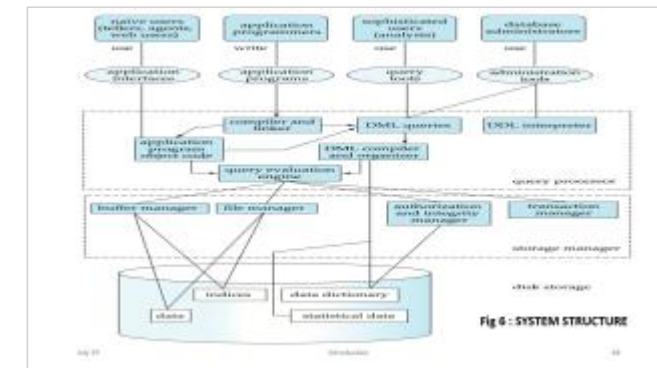 naive users
(tellers, agents,
web users)
application
programmers
sophisticated
users
(analysts)
database
administrators
use
write
use
use
application
interfaces
application
programs
query
tools
administration
tools
compiler and
linker
DML queries
DDL interpreter
application
program
object code
DML compiler
and organizer
query evaluation
engine
query processor
buffer manager
file manager
authorization
and integrity
manager
transaction
manager
storage manager
disk storage
indices
data dictionary
data
statistical data
Fig 6 : SYSTEM STRUCTURE
Introduction